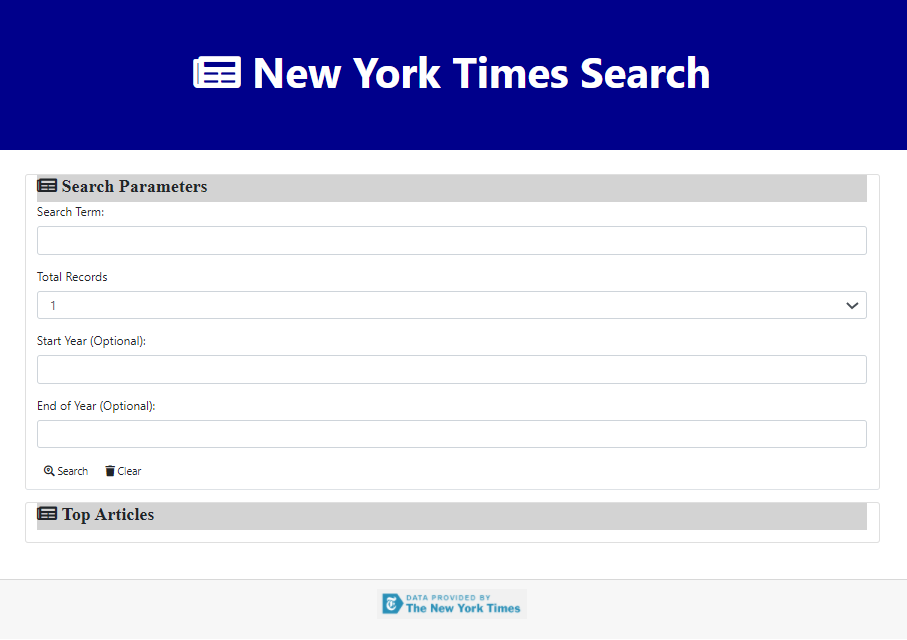 New York Times Search
Search Parameters
Search Term:
Total Records
1
Start Year (Optional):
End of Year (Optional):
Search Clear
Top Articles
DATA PROVIDED BY
The New York Times